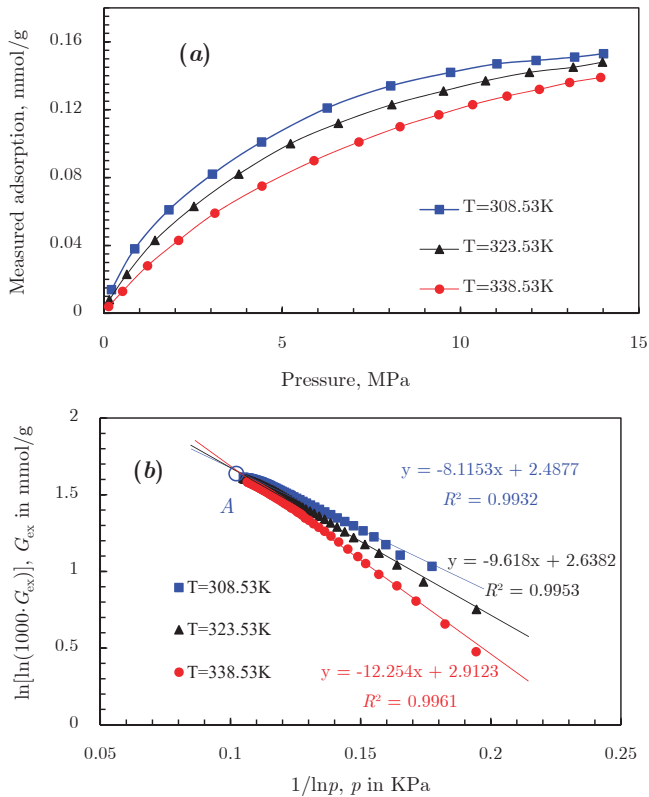 (a)
Measured adsorption, mmol/g
0.16
0.12
0.08
0.04
0
T=308.53K
T=323.53K
T=338.53K
0 5 10 15
Pressure, MPa
(b)
ln[ln(1000·G_ex)], G_ex in mmol/g
2
1.5
1
0.5
0
A
y = -8.1153x + 2.4877
R² = 0.9932
y = -9.618x + 2.6382
R² = 0.9953
T=308.53K
T=323.53K
T=338.53K
y = -12.254x + 2.9123
R² = 0.9961
0.05 0.1 0.15 0.2 0.25
1/lnp, p in KPa